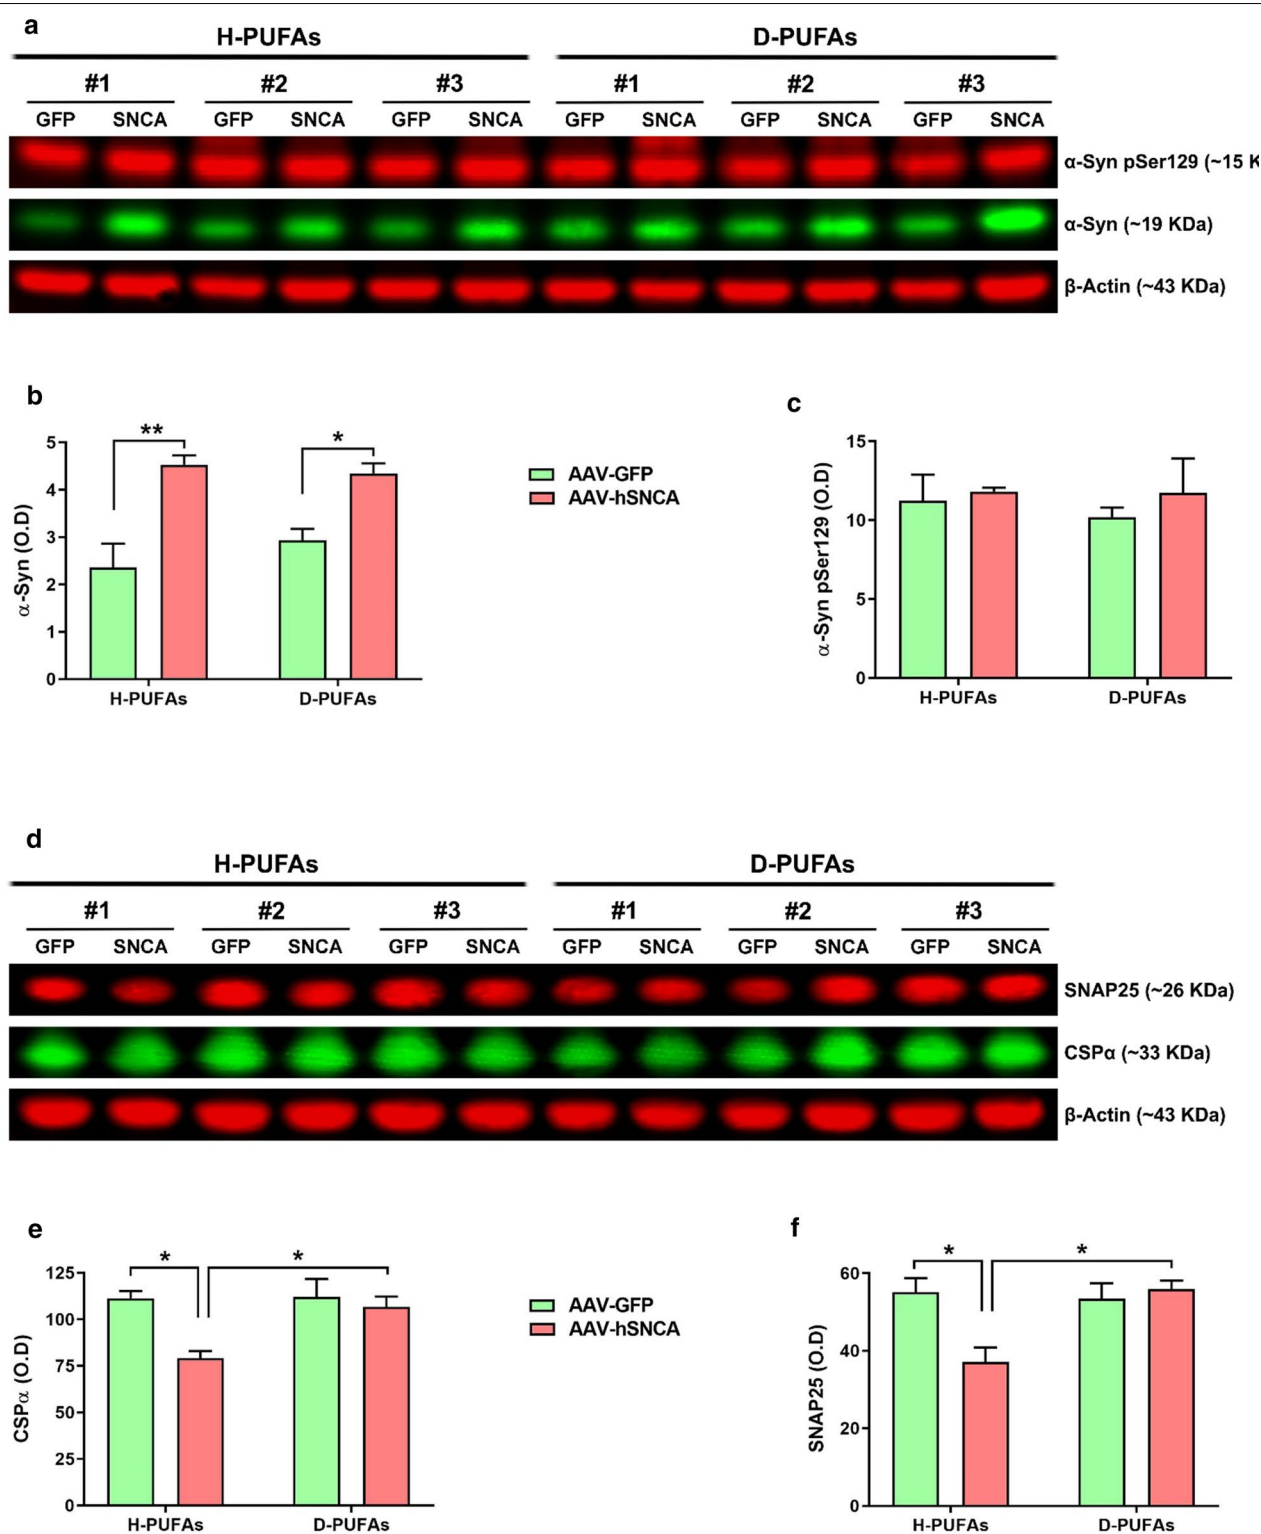 a
H-PUFAs D-PUFAs
#1 #2 #3 #1 #2 #3
GFP SNCA GFP SNCA GFP SNCA GFP SNCA GFP SNCA GFP SNCA
α-Syn pSer129 (~15 K
α-Syn (~19 KDa)
β-Actin (~43 KDa)
b
**
*
5
4
3
2
1
0
α-Syn (O.D)
H-PUFAs D-PUFAs
AAV-GFP
AAV-hSNCA
c
15
10
5
0
α-Syn pSer129 (O.D)
H-PUFAs D-PUFAs
d
H-PUFAs D-PUFAs
#1 #2 #3 #1 #2 #3
GFP SNCA GFP SNCA GFP SNCA GFP SNCA GFP SNCA GFP SNCA
SNAP25 (~26 KDa)
CSPα (~33 KDa)
β-Actin (~43 KDa)
e
* *
125
100
75
50
25
0
CSPα (O.D)
H-PUFAs D-PUFAs
AAV-GFP
AAV-hSNCA
f
* *
60
40
20
0
SNAP25 (O.D)
H-PUFAs D-PUFAs